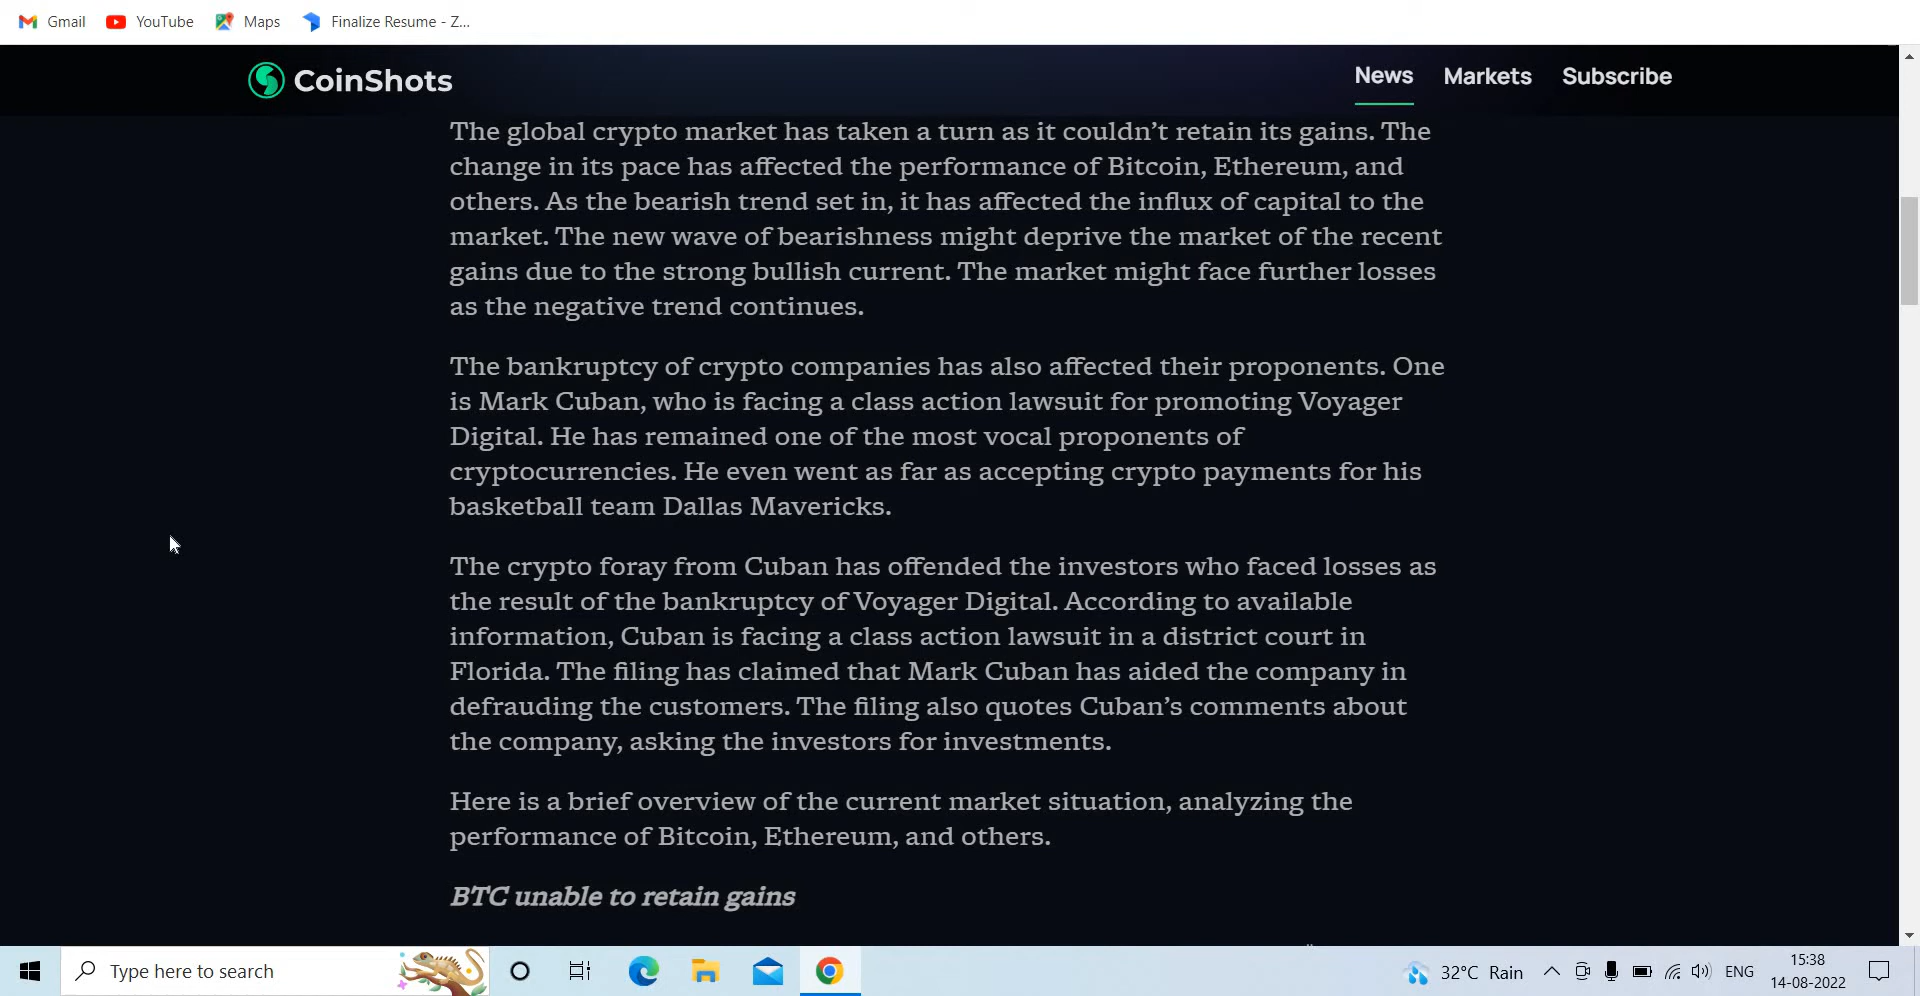 Gmail YouTube Maps Finalize Resume - Z...
CoinShots News Markets Subscribe
The global crypto market has taken a turn as it couldn’t retain its gains. The
change in its pace has affected the performance of Bitcoin, Ethereum, and
others. As the bearish trend set in, it has affected the influx of capital to the
market. The new wave of bearishness might deprive the market of the recent
gains due to the strong bullish current. The market might face further losses
as the negative trend continues.
The bankruptcy of crypto companies has also affected their proponents. One
is Mark Cuban, who is facing a class action lawsuit for promoting Voyager
Digital. He has remained one of the most vocal proponents of
cryptocurrencies. He even went as far as accepting crypto payments for his
basketball team Dallas Mavericks.
The crypto foray from Cuban has offended the investors who faced losses as
the result of the bankruptcy of Voyager Digital. According to available
information, Cuban is facing a class action lawsuit in a district court in
Florida. The filing has claimed that Mark Cuban has aided the company in
defrauding the customers. The filing also quotes Cuban’s comments about
the company, asking the investors for investments.
Here is a brief overview of the current market situation, analyzing the
performance of Bitcoin, Ethereum, and others.
BTC unable to retain gains
Type here to search 32°C Rain ENG 15:38
14-08-2022